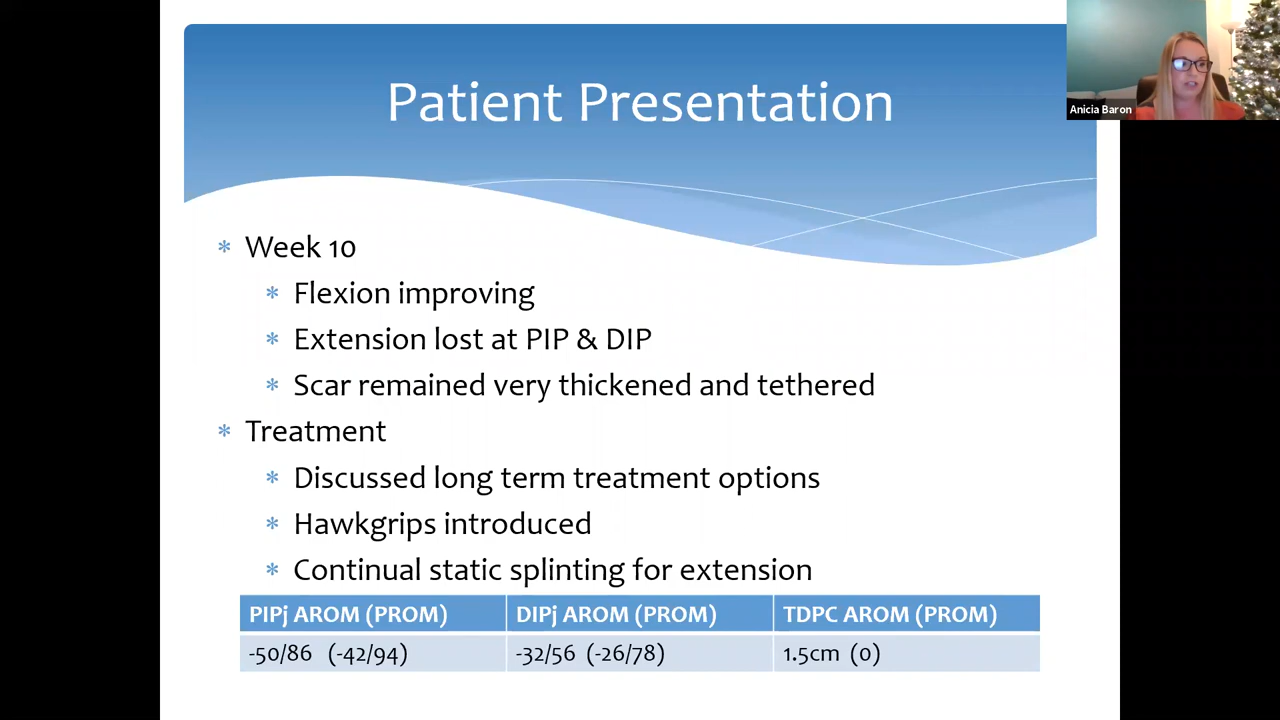 Patient Presentation
Anicia Baron
* Week 10
* Flexion improving
* Extension lost at PIP & DIP
* Scar remained very thickened and tethered
* Treatment
* Discussed long term treatment options
* Hawkgrips introduced
* Continual static splinting for extension
PIPj AROM (PROM) DIPj AROM (PROM) TDPC AROM (PROM)
-50/86 (-42/94) -32/56 (-26/78) 1.5cm (0)